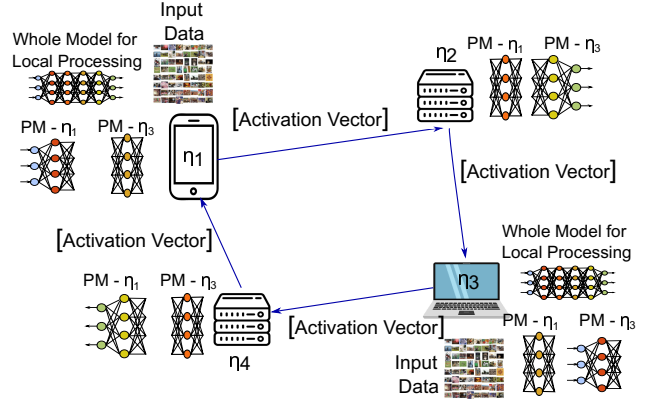 Input
Data
Whole Model for
Local Processing
η2
PM - η1
PM - η3
PM - η1
PM - η3
η1
[Activation Vector]
[Activation Vector]
Whole Model for
Local Processing
[Activation Vector]
η3
PM - η1
PM - η3
η4
[Activation Vector]
PM - η1
PM - η3
Input
Data